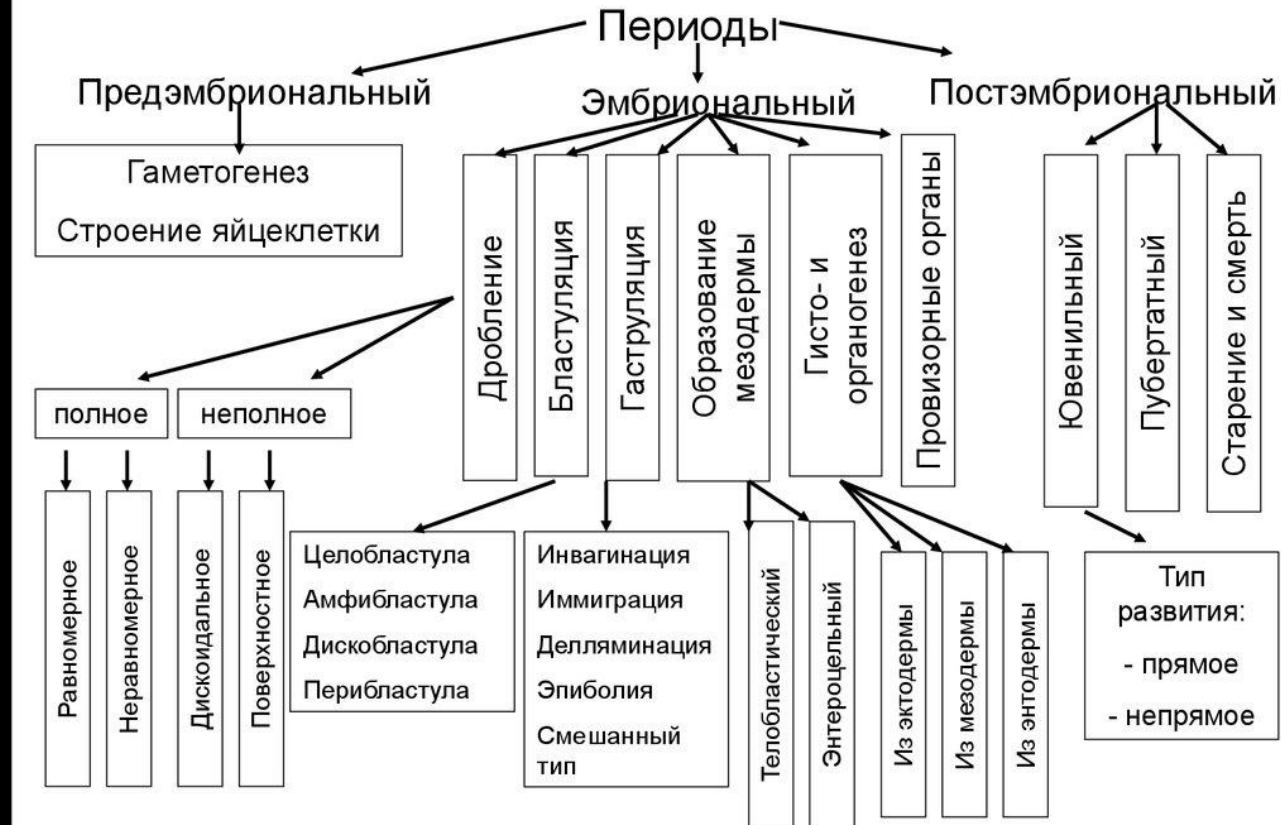 Периоды
Предэмбриональный
Эмбриональный
Постэмбриональный
Гаметогенез
Строение яйцеклетки
Дробление
Бластуляция
Гаструляция
Образование
мезодермы
Гисто- и
органогенез
Провизорные органы
Ювенильный
Пубертатный
Старение и смерть
полное
неполное
Равномерное
Неравномерное
Дискоидальное
Поверхностное
Целобластула
Амфибластула
Дискобластула
Перибластула
Инвагинация
Иммиграция
Делляминация
Эпиболия
Смешанный
тип
Телобластический
Энтероцельный
Из эктодермы
Из мезодермы
Из энтодермы
Тип
развития:
- прямое
- непрямое